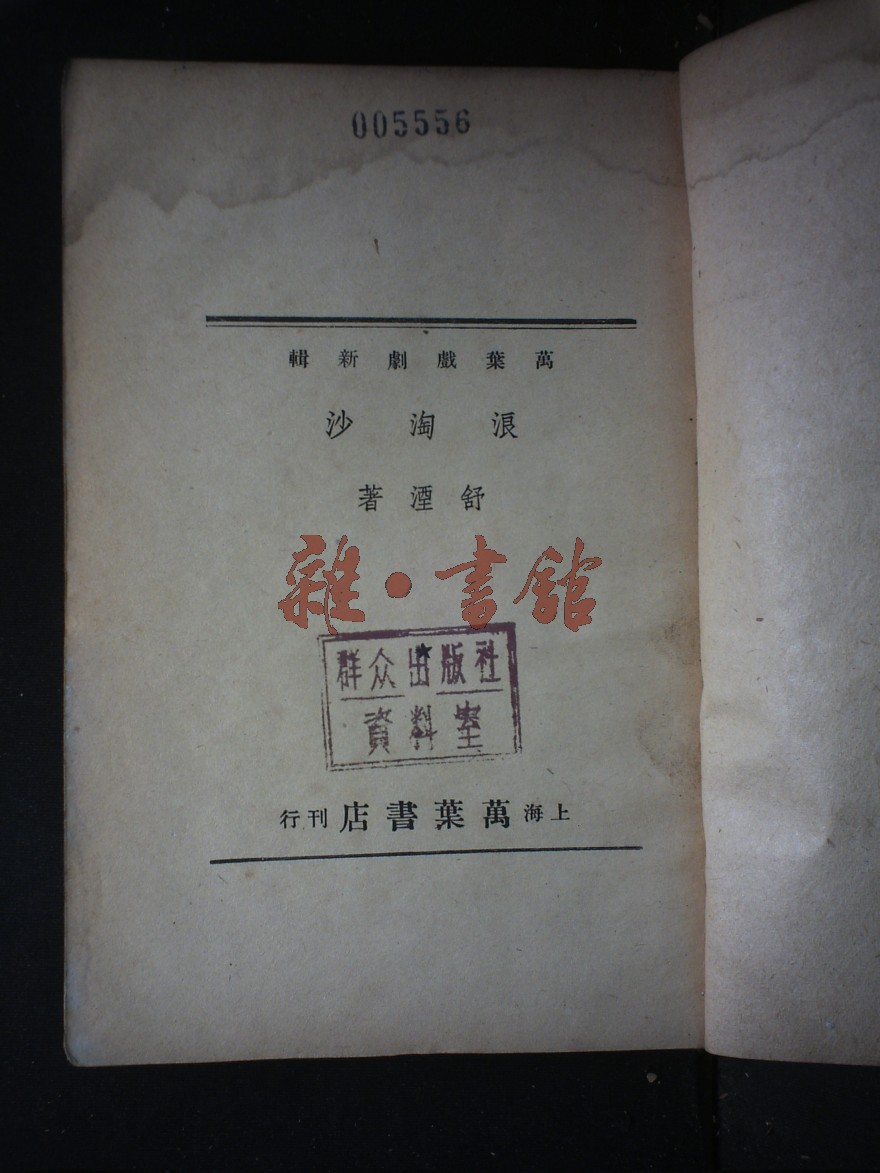 005556
萬葉戲劇新輯
浪淘沙
舒湮著
雜·書館
群众出版社
資料室
上海萬葉書店刊行